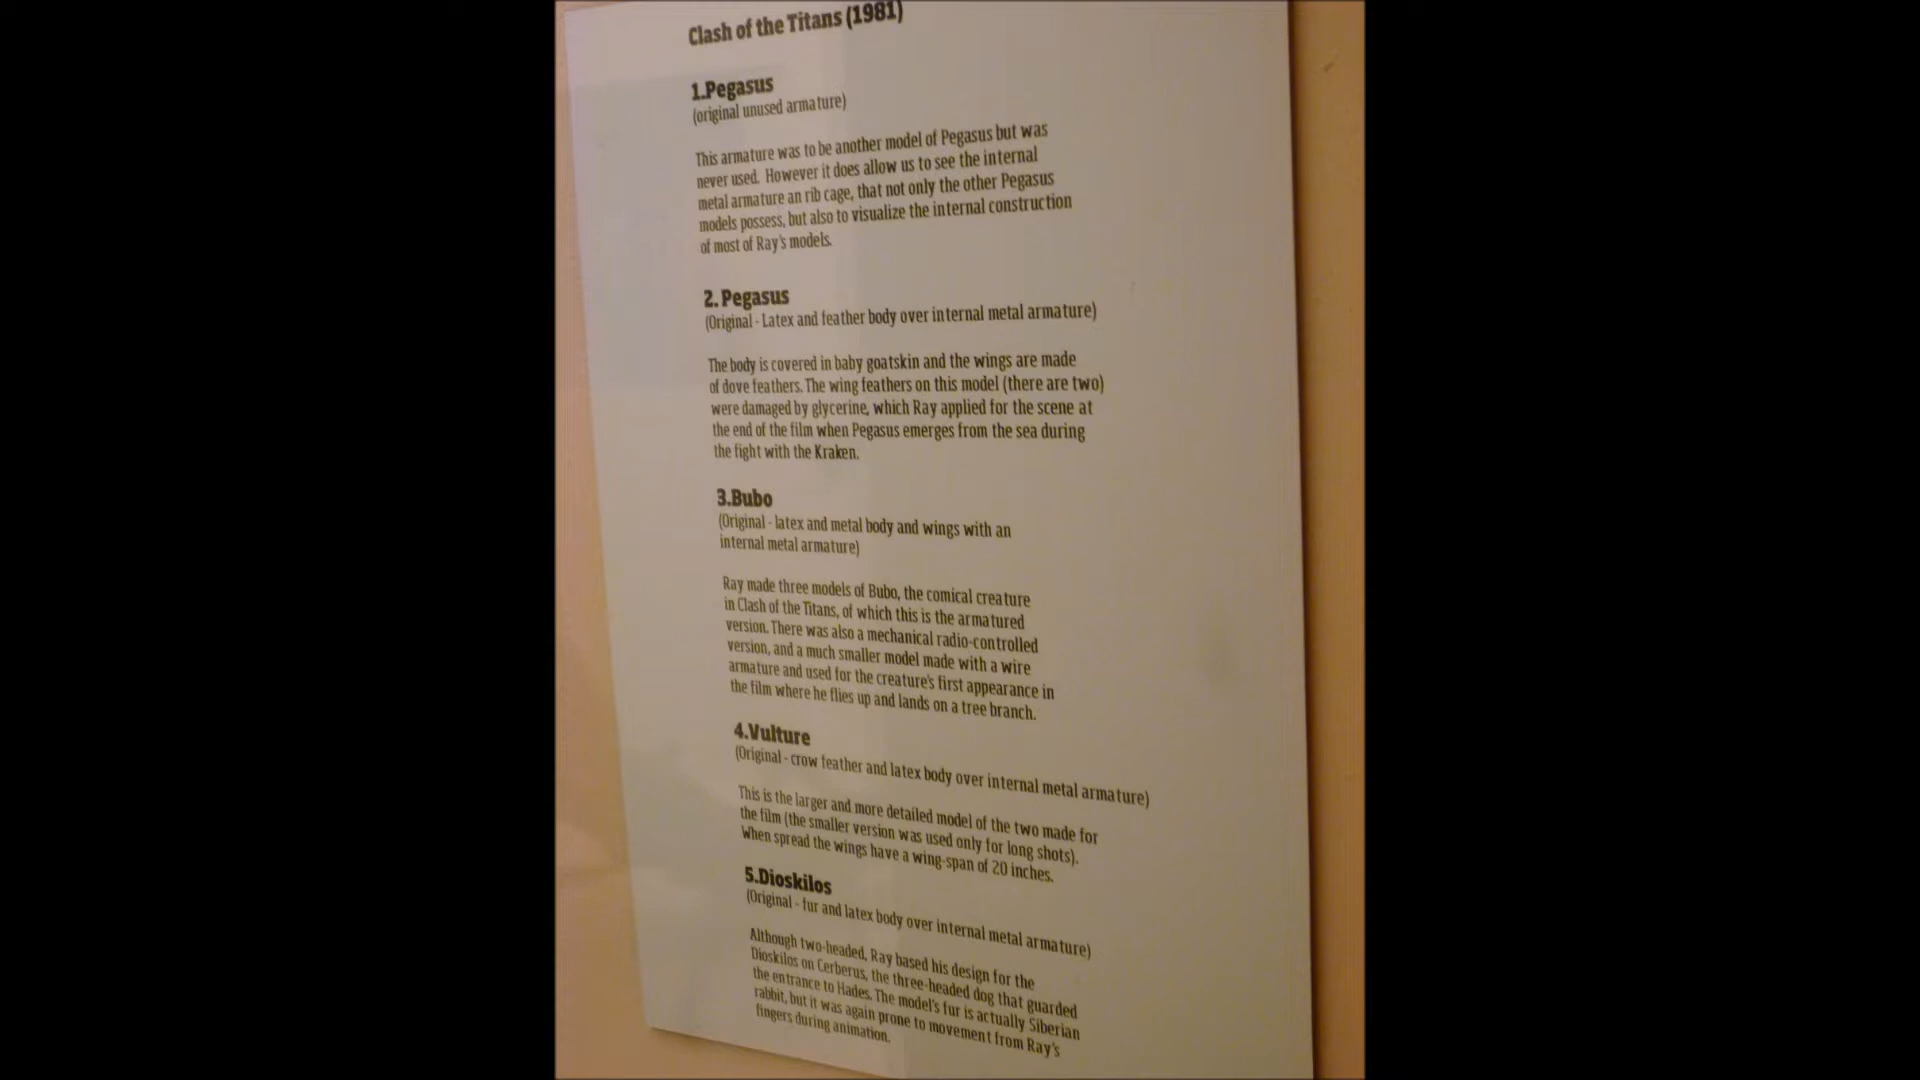 Clash of the Titans (1981)
1.Pegasus
(original unused armature)
This armature was to be another model of Pegasus but was
never used. However it does allow us to see the internal
metal armature an rib cage, that not only the other Pegasus
models possess, but also to visualize the internal construction
of most of Ray's models.
2. Pegasus
(Original - Latex and feather body over internal metal armature)
The body is covered in baby goatskin and the wings are made
of dove feathers. The wing feathers on this model (there are two)
were damaged by glycerine, which Ray applied for the scene at
the end of the film when Pegasus emerges from the sea during
the fight with the Kraken.
3.Bubo
(Original - latex and metal body and wings with an
internal metal armature)
Ray made three models of Bubo, the comical creature
in Clash of the Titans, of which this is the armatured
version. There was also a mechanical radio-controlled
version, and a much smaller model made with a wire
armature and used for the creature's first appearance in
the film where he flies up and lands on a tree branch.
4.Vulture
(Original - crow feather and latex body over internal metal armature)
This is the larger and more detailed model of the two made for
the film (the smaller version was used only for long shots).
When spread the wings have a wing-span of 20 inches.
5.Dioskilos
(Original - fur and latex body over internal metal armature)
Although two-headed, Ray based his design for the
Dioskilos on Cerberus, the three-headed dog that guarded
the entrance to Hades. The model's fur is actually Siberian
rabbit, but it was again prone to movement from Ray's
fingers during animation.